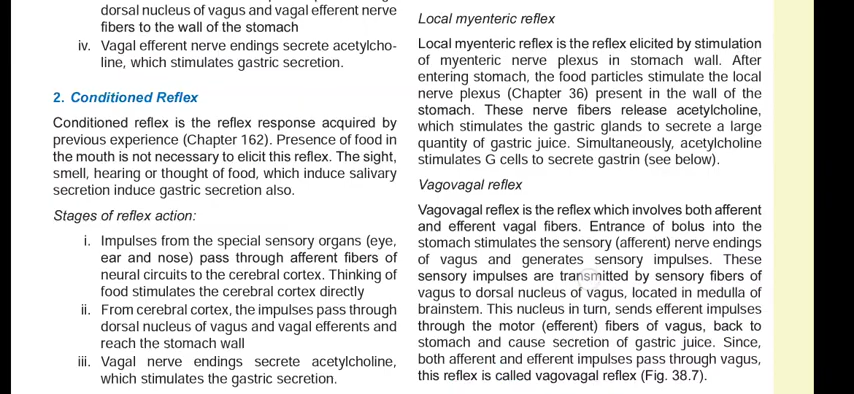 dorsal nucleus of vagus and vagal efferent nerve
fibers to the wall of the stomach
iv. Vagal efferent nerve endings secrete acetylcho-
line, which stimulates gastric secretion.
2. Conditioned Reflex
Conditioned reflex is the reflex response acquired by
previous experience (Chapter 162). Presence of food in
the mouth is not necessary to elicit this reflex. The sight,
smell, hearing or thought of food, which induce salivary
secretion induce gastric secretion also.
Stages of reflex action:
i. Impulses from the special sensory organs (eye,
ear and nose) pass through afferent fibers of
neural circuits to the cerebral cortex. Thinking of
food stimulates the cerebral cortex directly
ii. From cerebral cortex, the impulses pass through
dorsal nucleus of vagus and vagal efferents and
reach the stomach wall
iii. Vagal nerve endings secrete acetylcholine,
which stimulates the gastric secretion.
Local myenteric reflex
Local myenteric reflex is the reflex elicited by stimulation
of myenteric nerve plexus in stomach wall. After
entering stomach, the food particles stimulate the local
nerve plexus (Chapter 36) present in the wall of the
stomach. These nerve fibers release acetylcholine,
which stimulates the gastric glands to secrete a large
quantity of gastric juice. Simultaneously, acetylcholine
stimulates G cells to secrete gastrin (see below).
Vagovagal reflex
Vagovagal reflex is the reflex which involves both afferent
and efferent vagal fibers. Entrance of bolus into the
stomach stimulates the sensory (afferent) nerve endings
of vagus and generates sensory impulses. These
sensory impulses are transmitted by sensory fibers of
vagus to dorsal nucleus of vagus, located in medulla of
brainstem. This nucleus in turn, sends efferent impulses
through the motor (efferent) fibers of vagus, back to
stomach and cause secretion of gastric juice. Since,
both afferent and efferent impulses pass through vagus,
this reflex is called vagovagal reflex (Fig. 38.7).